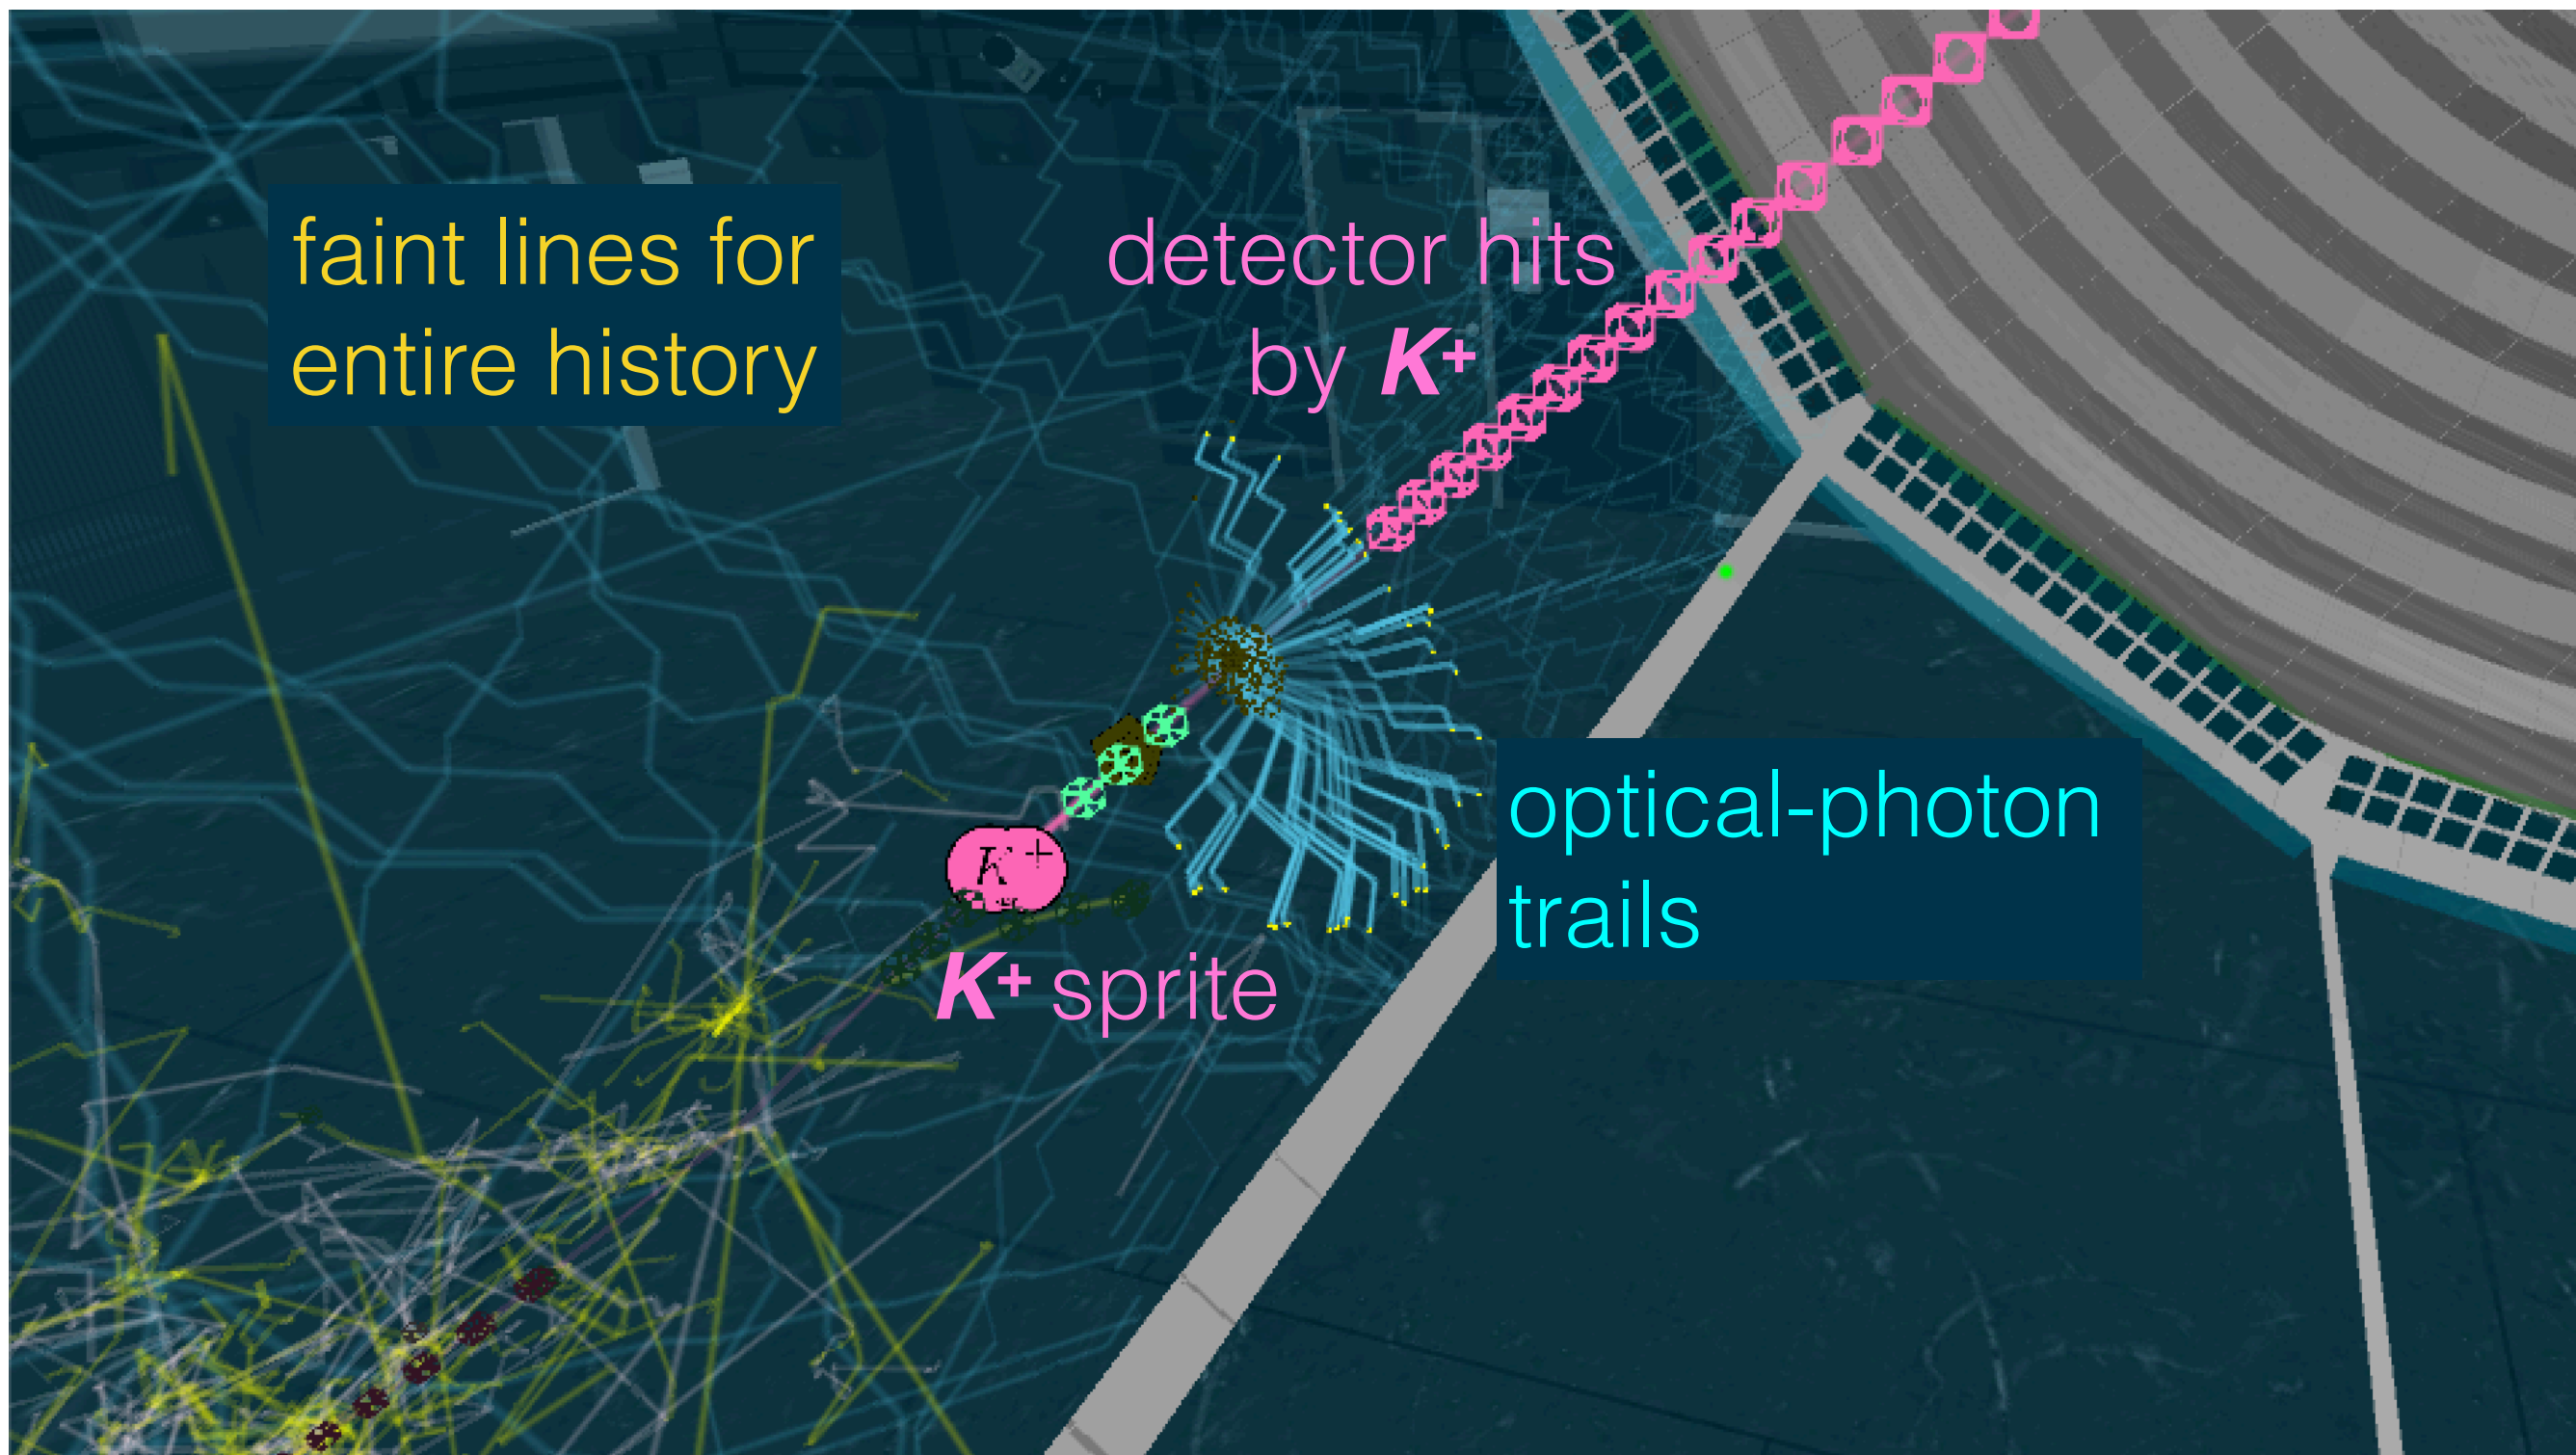 faint lines for
entire history
detector hits
by K+
K+
K+ sprite
optical-photon
trails